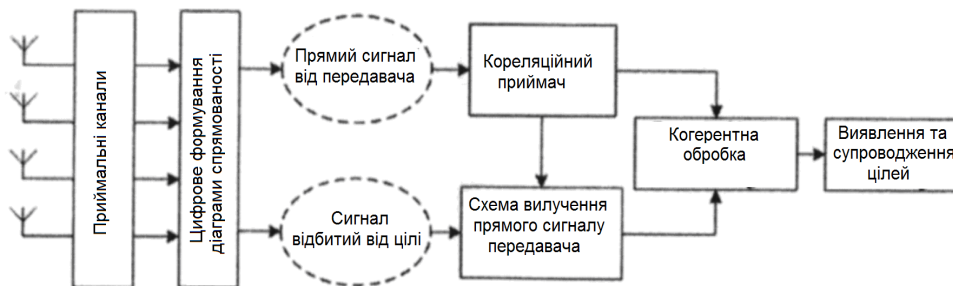 Приймальні канали
Цифрове формування
діаграми спрямованості
Прямий сигнал
від передавача
Кореляційний
приймач
Когерентна
обробка
Виявлення та
супроводження
цілей
Сигнал
відбитий від цілі
Схема вилучення
прямого сигналу
передавача